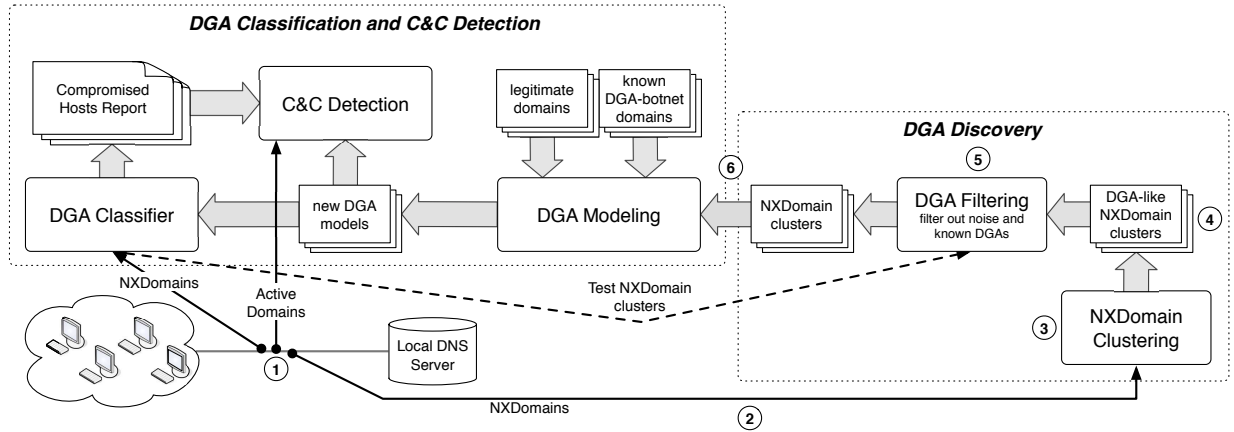 DGA Classification and C&C Detection
Compromised
Hosts Report
C&C Detection
legitimate
domains
known
DGA-botnet
domains
DGA Discovery
6
5
DGA Classifier
new DGA
models
DGA Modeling
NXDomain
clusters
DGA Filtering
filter out noise and
known DGAs
DGA-like
NXDomain
clusters
4
NXDomains
Active
Domains
Test NXDomain
clusters
3
NXDomain
Clustering
1
Local DNS
Server
NXDomains
2